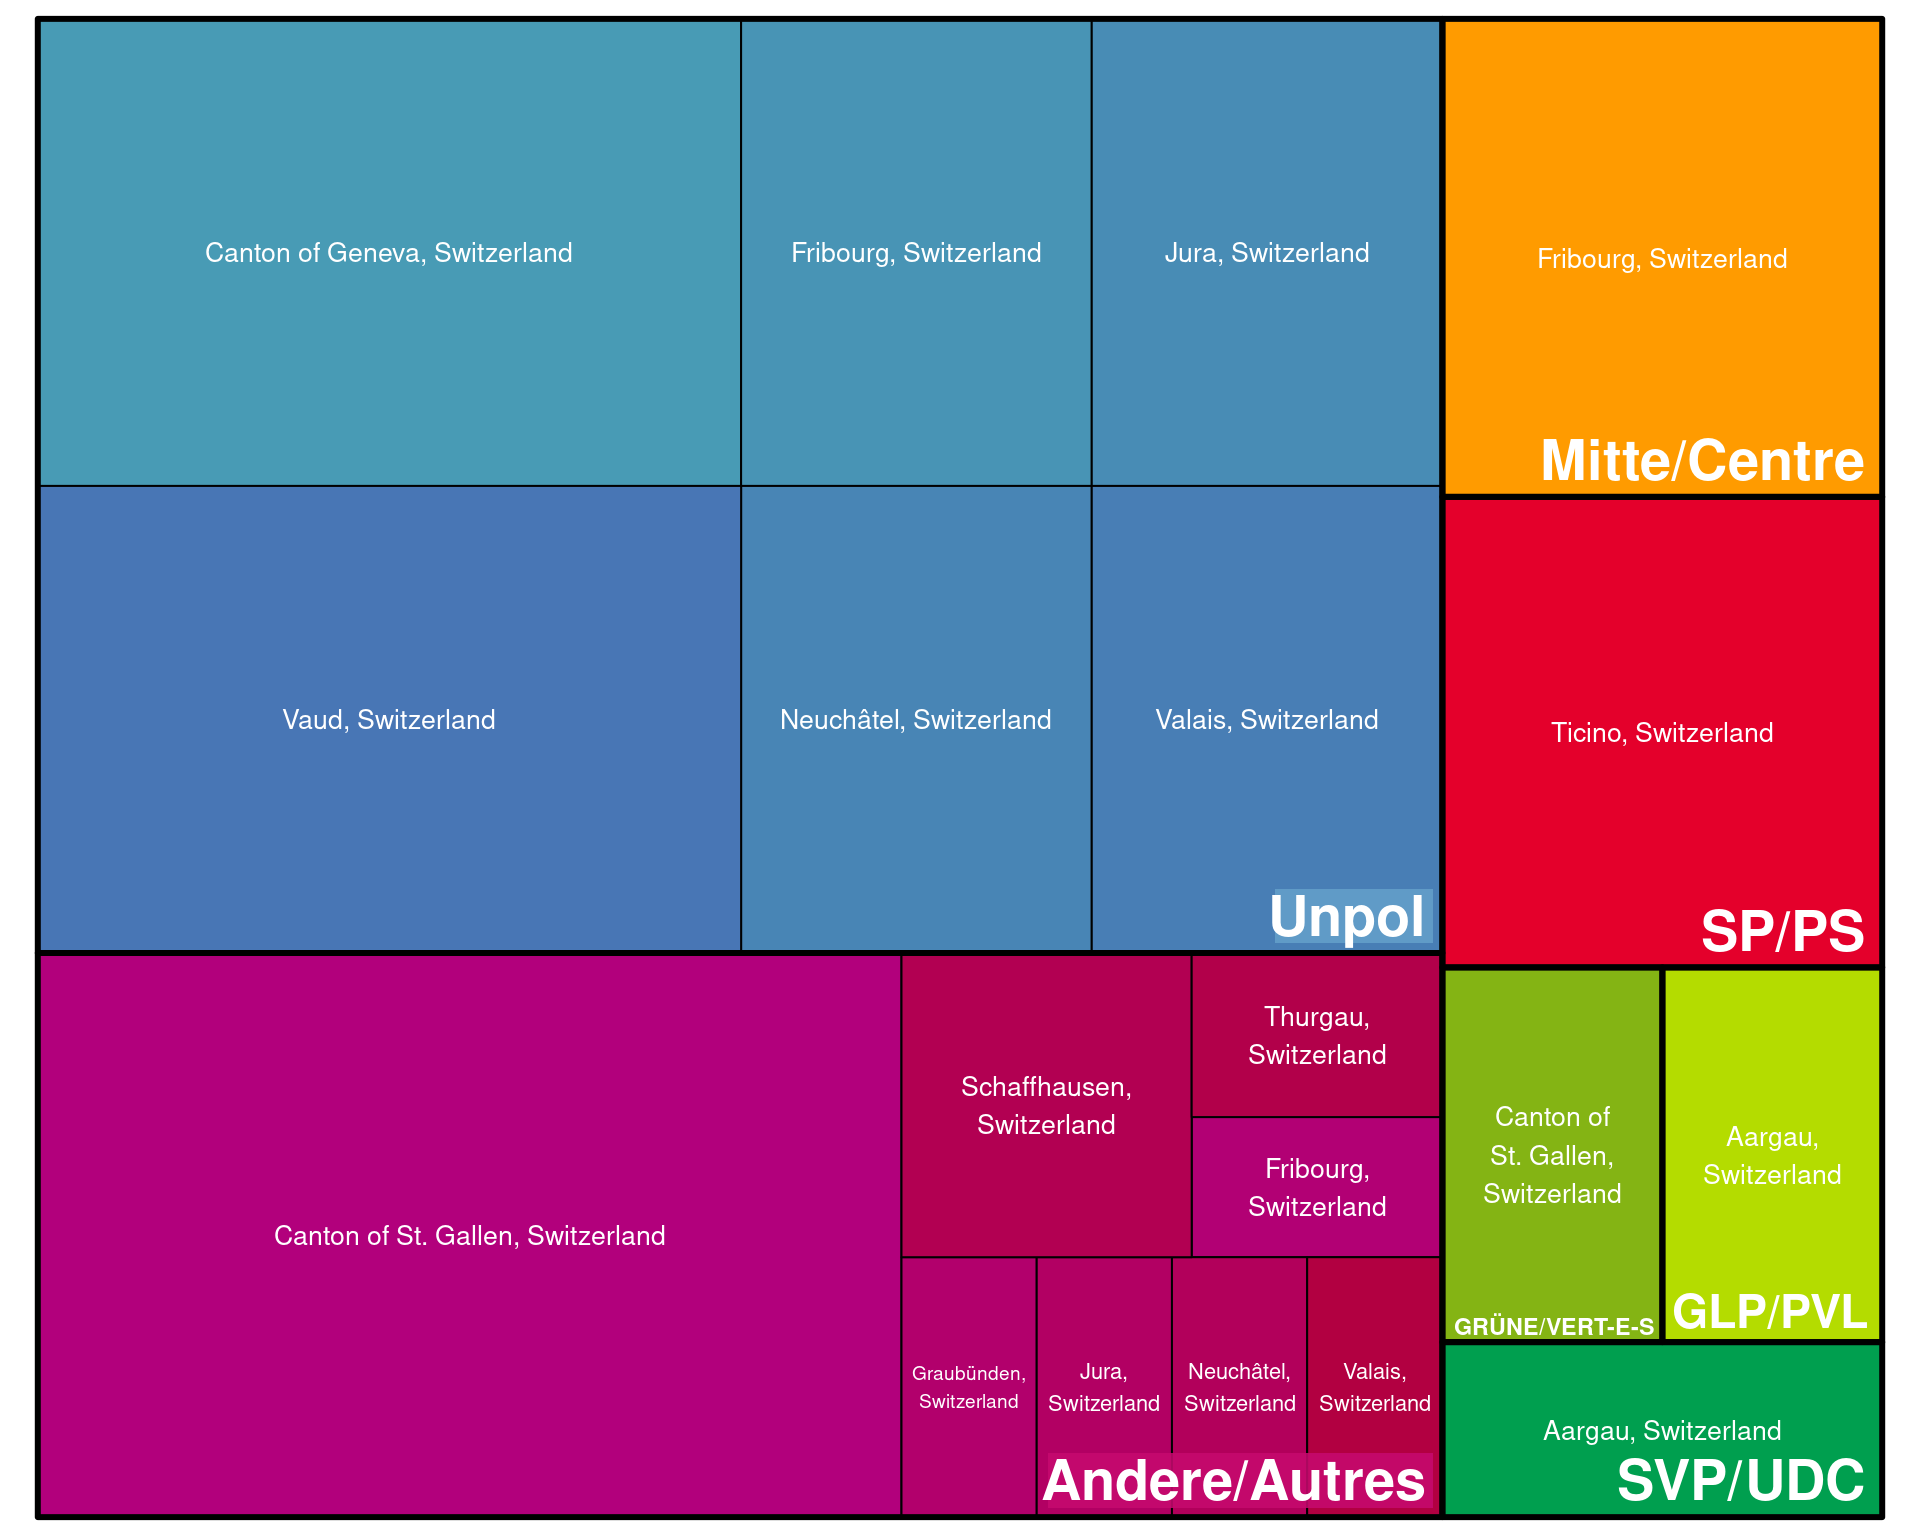 Canton of Geneva, Switzerland
Fribourg, Switzerland
Jura, Switzerland
Vaud, Switzerland
Neuchâtel, Switzerland
Valais, Switzerland
Unpol
Fribourg, Switzerland
Mitte/Centre
Ticino, Switzerland
SP/PS
Canton of St. Gallen, Switzerland
Schaffhausen,
Switzerland
Thurgau,
Switzerland
Fribourg,
Switzerland
Graubünden,
Switzerland
Jura,
Switzerland
Neuchâtel,
Switzerland
Valais,
Switzerland
Andere/Autres
Canton of
St. Gallen,
Switzerland
GRÜNE/VERT-E-S
Aargau,
Switzerland
GLP/PVL
Aargau, Switzerland
SVP/UDC